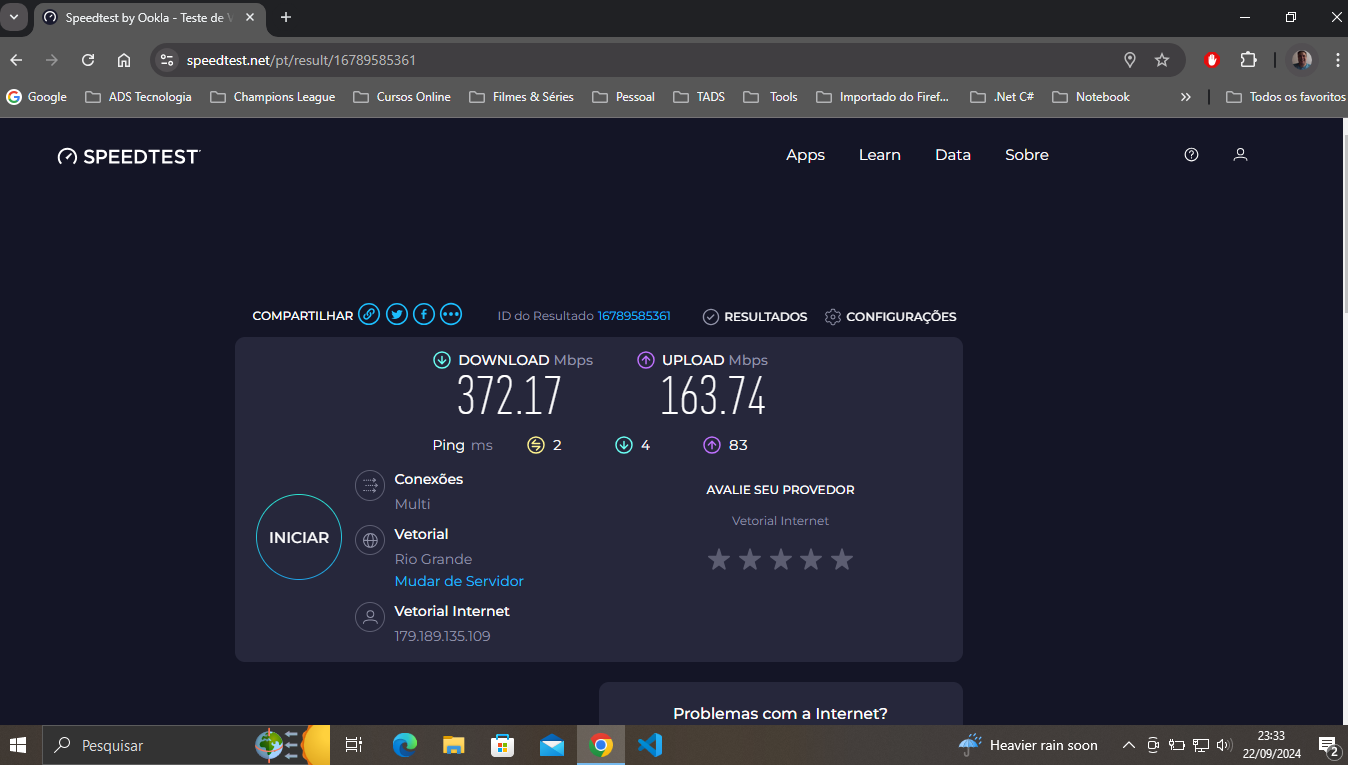 Speedtest by Ookla - Teste de V
speedtest.net/pt/result/16789585361
Google ADS Tecnologia Champions League Cursos Online Filmes & Séries Pessoal TADS Tools Importado do Firef... .Net C# Notebook » Todos os favoritos
SPEEDTEST Apps Learn Data Sobre
COMPARTILHAR ID do Resultado 16789585361 RESULTADOS CONFIGURAÇÕES
DOWNLOAD Mbps UPLOAD Mbps
372.17 163.74
Ping ms 2 4 83
Conexões
Multi
AVALIE SEU PROVEDOR
Vetorial Internet
INICIAR
Vetorial
Rio Grande
Mudar de Servidor
Vetorial Internet
179.189.135.109
Problemas com a Internet?
Pesquisar Heavier rain soon 23:33
22/09/2024 2